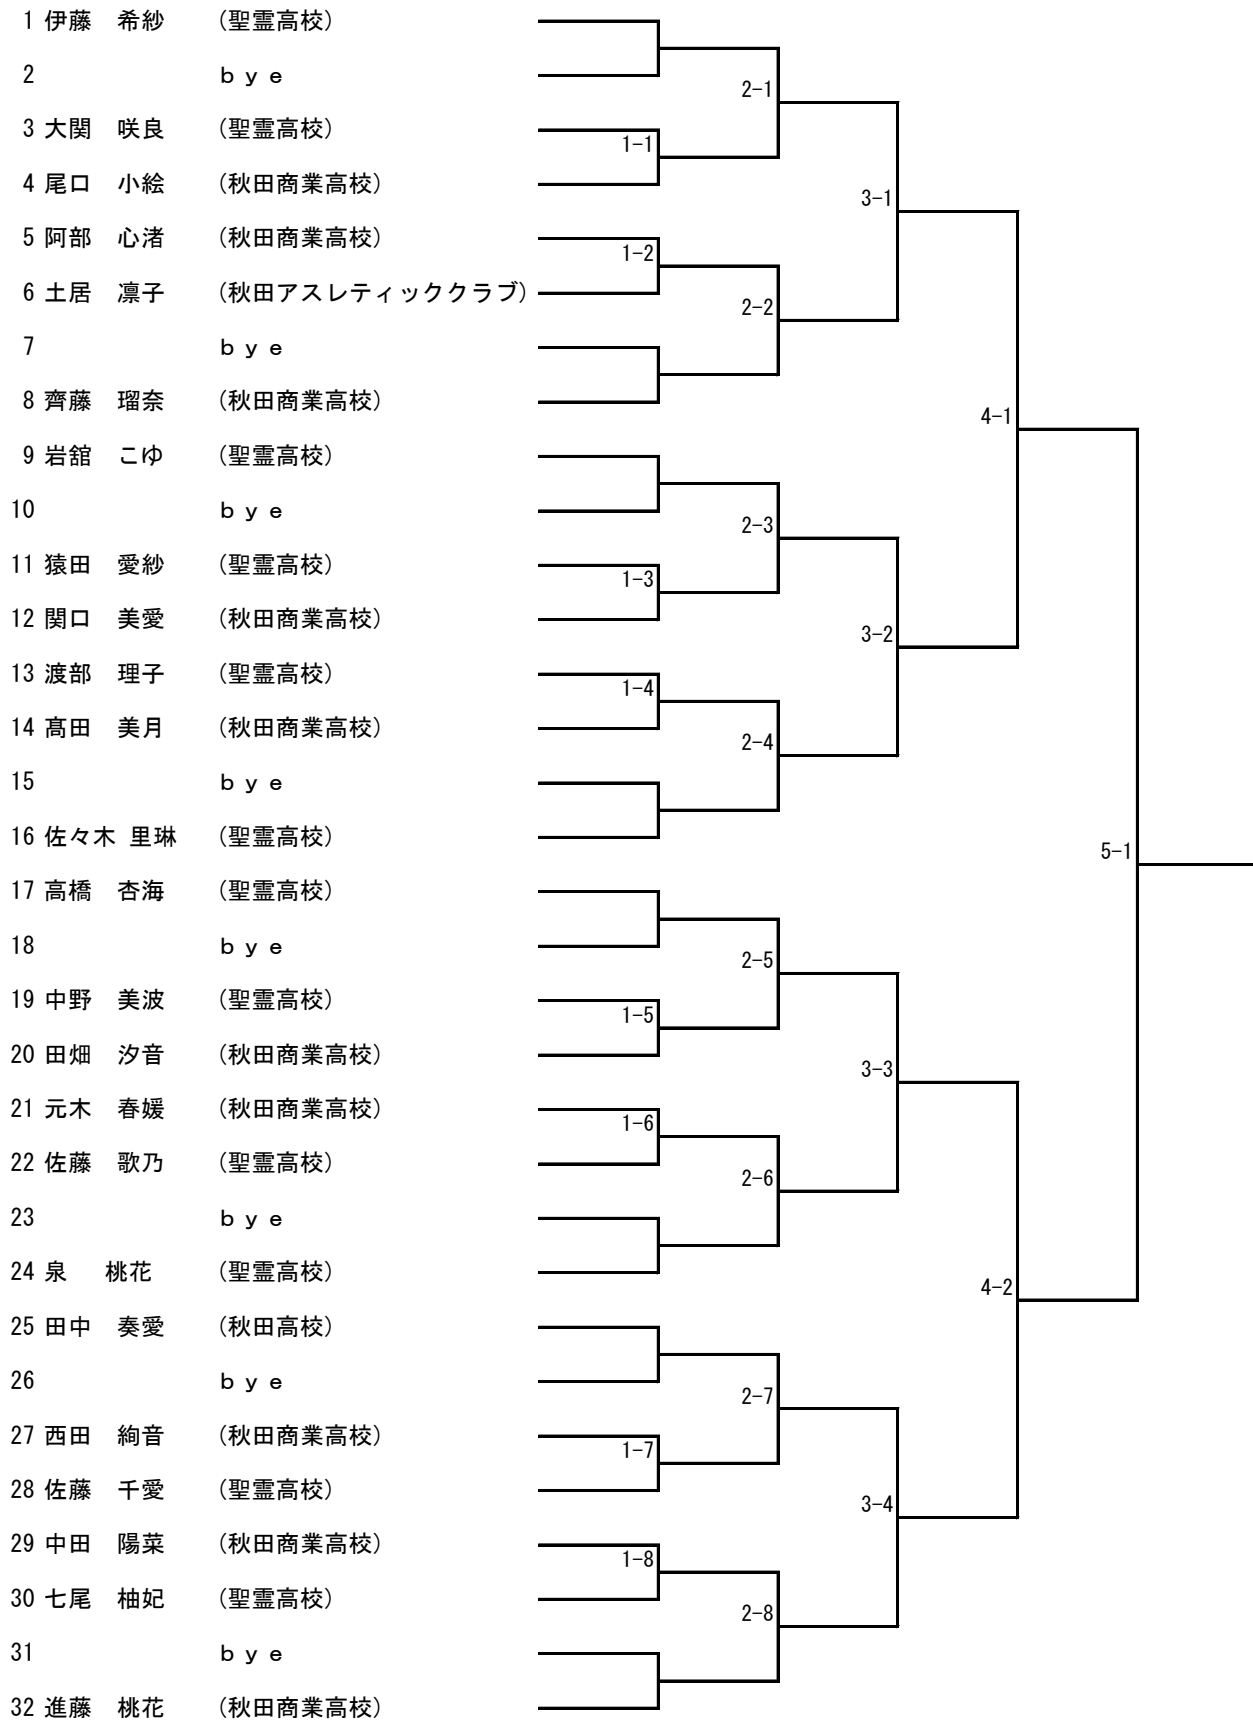 1 伊藤　希紗　(聖霊高校)
2　ｂｙｅ
2-1
3 大関　咲良　(聖霊高校)
1-1
4 尾口　小絵　(秋田商業高校)
3-1
5 阿部　心渚　(秋田商業高校)
1-2
6 土居　凛子　(秋田アスレティッククラブ)
2-2
7　ｂｙｅ
8 齊藤　瑠奈　(秋田商業高校)
4-1
9 岩舘　こゆ　(聖霊高校)
10　ｂｙｅ
2-3
11 猿田　愛紗　(聖霊高校)
1-3
12 関口　美愛　(秋田商業高校)
3-2
13 渡部　理子　(聖霊高校)
1-4
14 髙田　美月　(秋田商業高校)
2-4
15　ｂｙｅ
16 佐々木 里琳　(聖霊高校)
5-1
17 高橋　杏海　(聖霊高校)
18　ｂｙｅ
2-5
19 中野　美波　(聖霊高校)
1-5
20 田畑　汐音　(秋田商業高校)
3-3
21 元木　春媛　(秋田商業高校)
1-6
22 佐藤　歌乃　(聖霊高校)
2-6
23　ｂｙｅ
24 泉　桃花　(聖霊高校)
4-2
25 田中　奏愛　(秋田高校)
26　ｂｙｅ
2-7
27 西田　絢音　(秋田商業高校)
1-7
28 佐藤　千愛　(聖霊高校)
3-4
29 中田　陽菜　(秋田商業高校)
1-8
30 七尾　柚妃　(聖霊高校)
2-8
31　ｂｙｅ
32 進藤　桃花　(秋田商業高校)